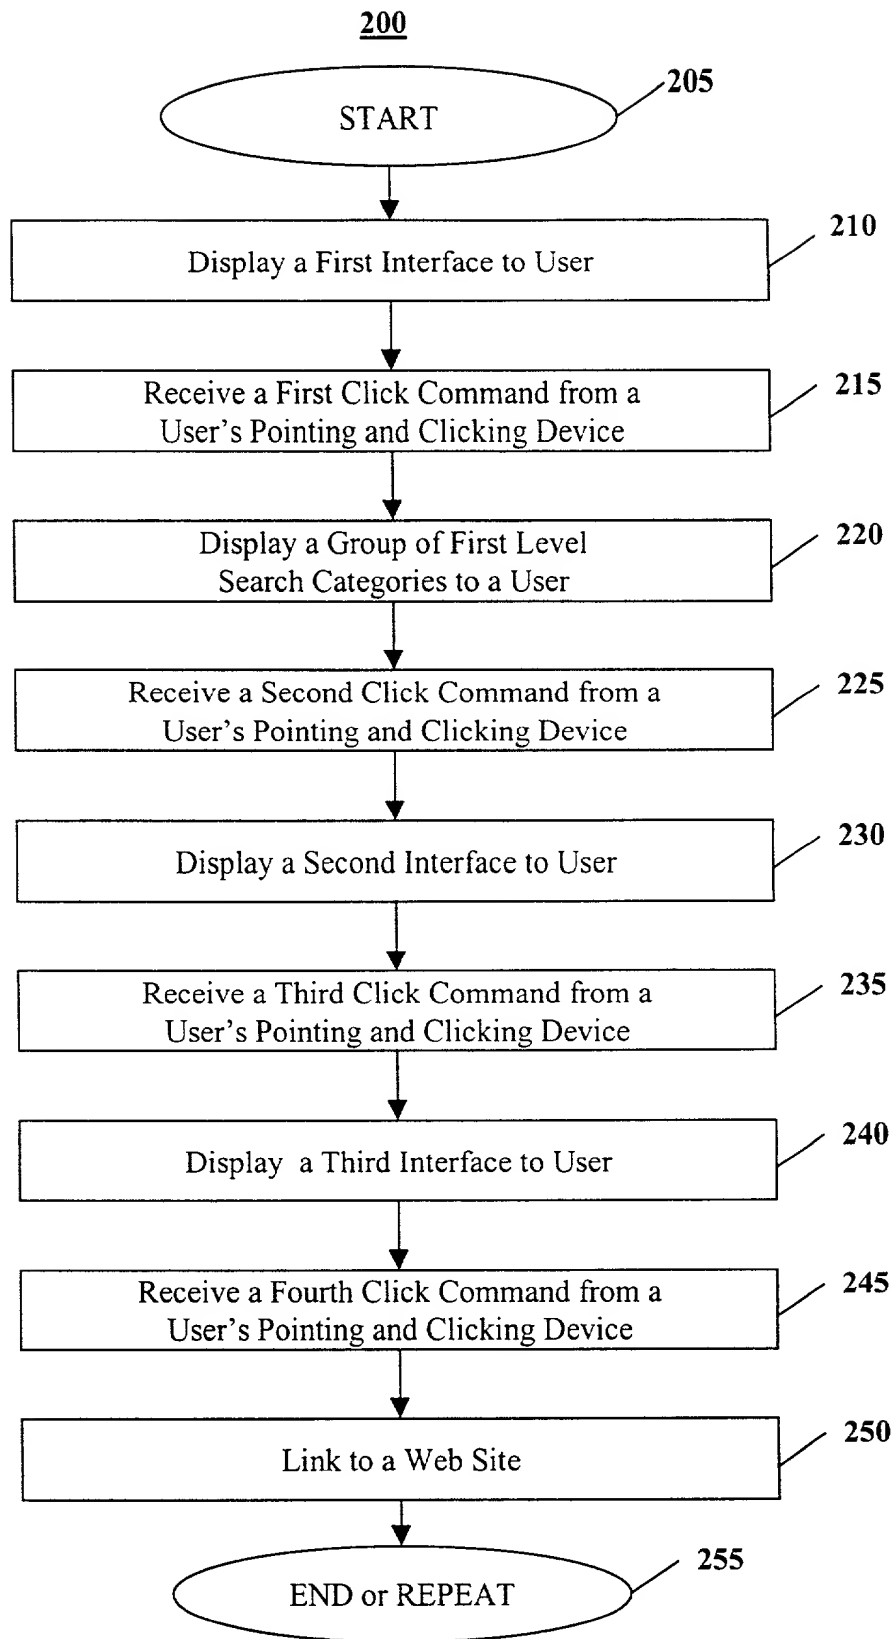 200
START
205
Display a First Interface to User
210
Receive a First Click Command from a
User's Pointing and Clicking Device
215
Display a Group of First Level
Search Categories to a User
220
Receive a Second Click Command from a
User's Pointing and Clicking Device
225
Display a Second Interface to User
230
Receive a Third Click Command from a
User's Pointing and Clicking Device
235
Display a Third Interface to User
240
Receive a Fourth Click Command from a
User's Pointing and Clicking Device
245
Link to a Web Site
250
END or REPEAT
255